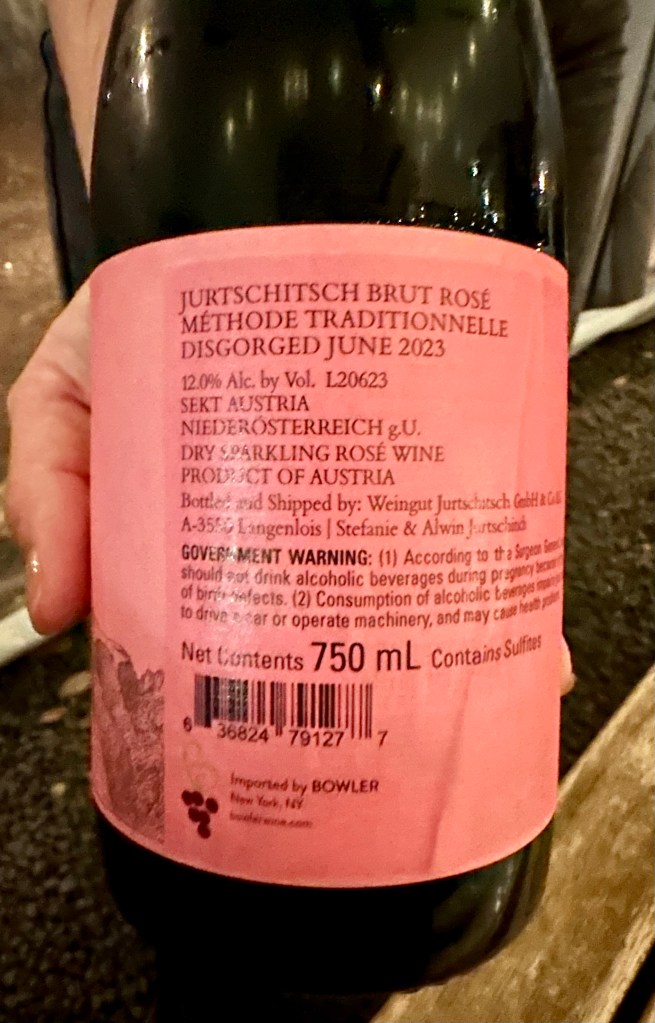 JURTSCHITSCH BRUT ROSÉ
MÉTHODE TRADITIONNELLE
DISGORGED JUNE 2023
12.0% Alc. by Vol. L20623
SEKT AUSTRIA
NIEDERÖSTERREICH g.U.
DRY SPARKLING ROSÉ WINE
PRODUCT OF AUSTRIA
Bottled and Shipped by: Weingut Jurtschitsch GmbH & Co
Langenlois | Stefanie & Alwin Jurtschitsch
GOVERNMENT WARNING: (1) According to the Surgeon
should not drink alcoholic beverages during pregnancy
of birth defects. (2) Consumption of alcoholic beverages
to drive a car or operate machinery, and may cause health
Net Contents 750 mL Contains Sulfites
6 36824 79127 7
Imported by BOWLER
New York, NY
bowlerwine.com